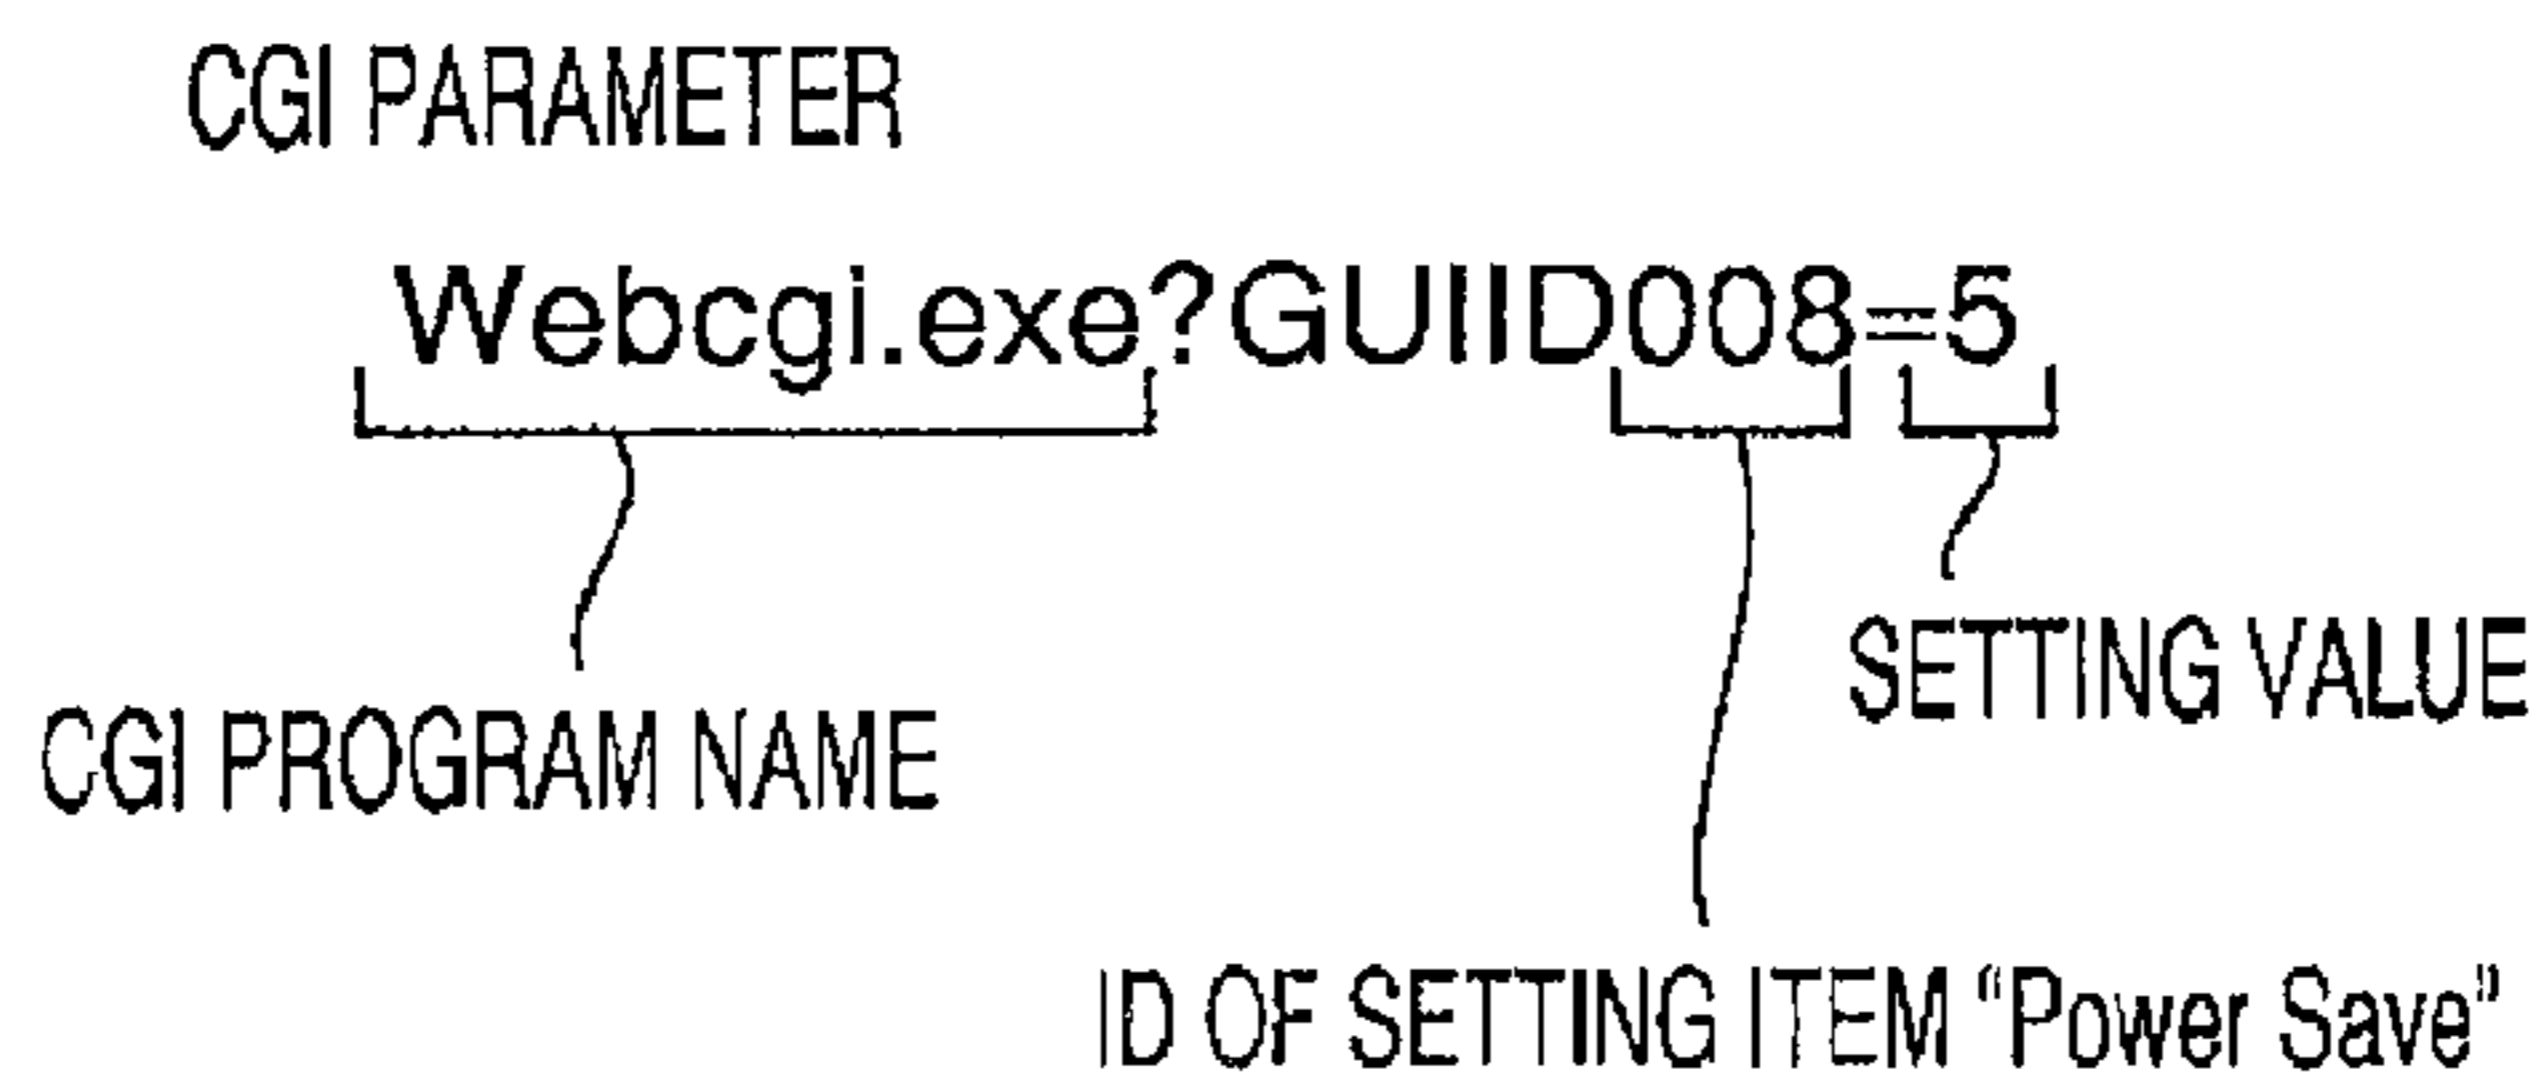 CGI PARAMETER
Webcgi.exe?GUIID008=5
SETTING VALUE
CGI PROGRAM NAME
ID OF SETTING ITEM “Power Save”